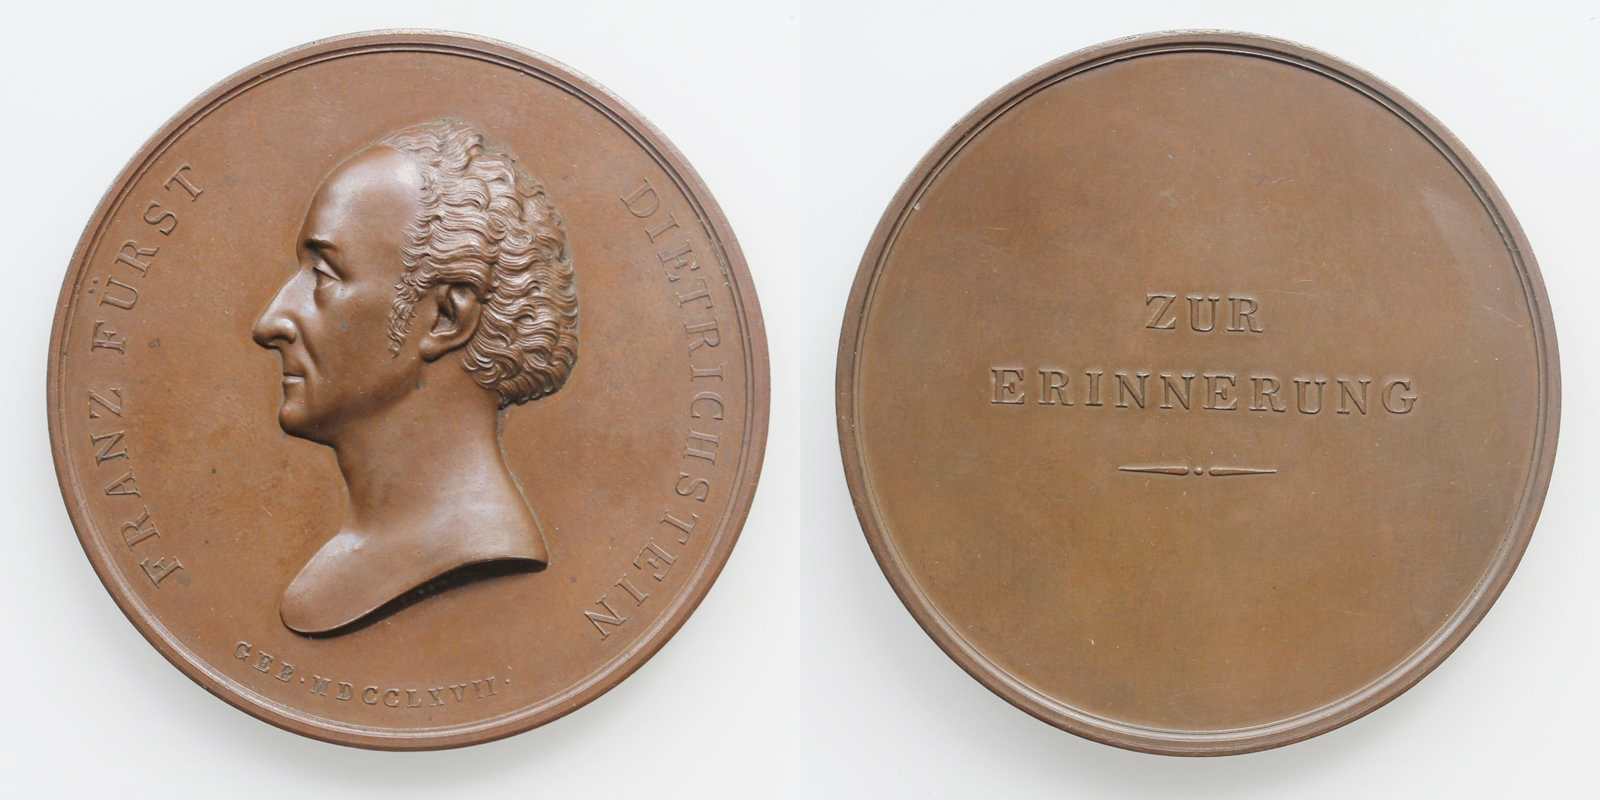 FRANZ FÜRST DIETRICHSTEIN
GEB·MDCCLXVII·
ZUR
ERINNERUNG